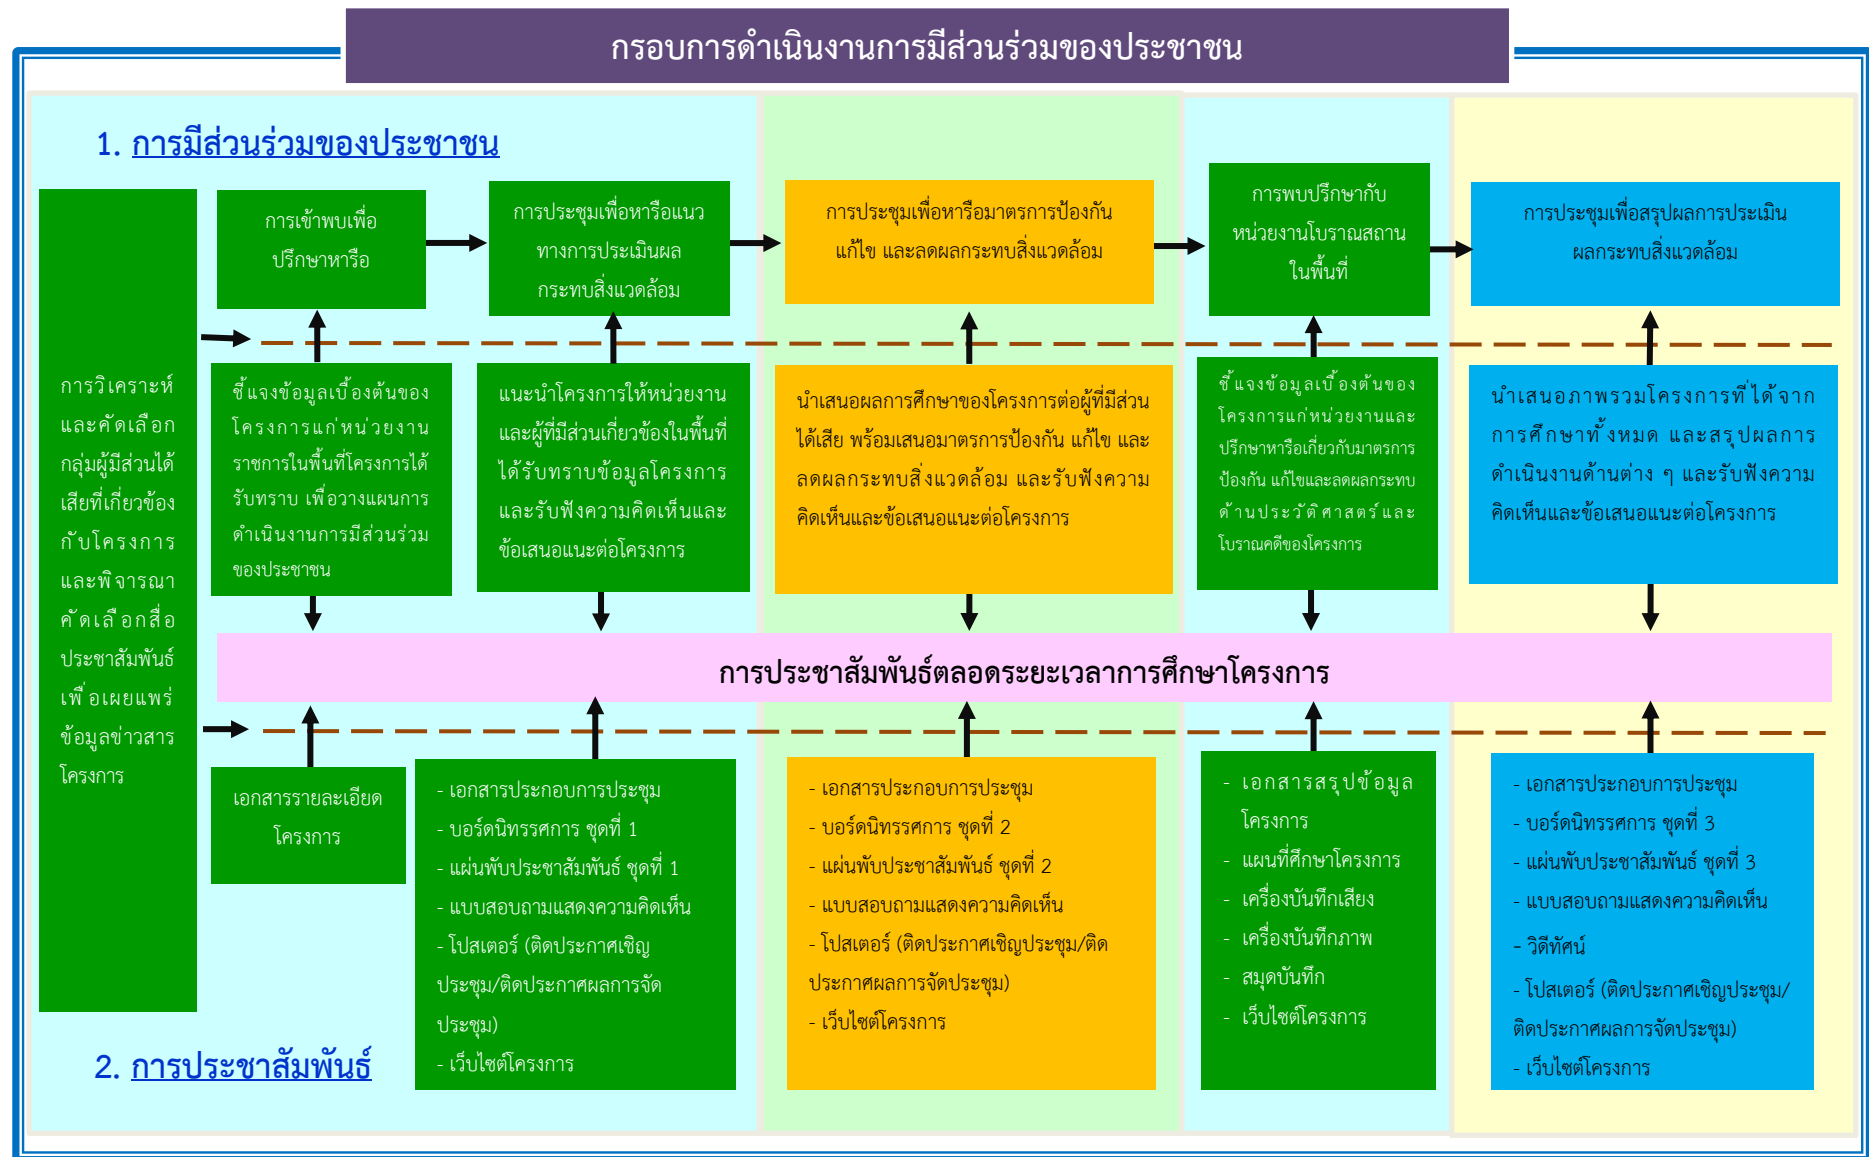 กรอบการดำเนินงานการมีส่วนร่วมของประชาชน
1. การมีส่วนร่วมของประชาชน
การวิเคราะห์
และคัดเลือก
กลุ่มผู้มีส่วนได้
เสียที่เกี่ยวข้อง
กับโครงการ
และพิจารณา
คัดเลือกสื่อ
ประชาสัมพันธ์
เพื่อเผยแพร่
ข้อมูลข่าวสาร
โครงการ
การเข้าพบเพื่อ
ปรึกษาหารือ
การประชุมเพื่อหารือแนว
ทางการประเมินผล
กระทบสิ่งแวดล้อม
การประชุมเพื่อหารือมาตรการป้องกัน
แก้ไข และลดผลกระทบสิ่งแวดล้อม
การพบปรึกษากับ
หน่วยงานโบราณสถาน
ในพื้นที่
การประชุมเพื่อสรุปผลการประเมิน
ผลกระทบสิ่งแวดล้อม
ชี้แจงข้อมูลเบื้องต้นของ
โครงการแก่หน่วยงาน
ราชการในพื้นที่โครงการได้
รับทราบ เพื่อวางแผนการ
ดำเนินงานการมีส่วนร่วม
ของประชาชน
แนะนำโครงการให้หน่วยงาน
และผู้ที่มีส่วนเกี่ยวข้องในพื้นที่
ได้รับทราบข้อมูลโครงการ
และรับฟังความคิดเห็นและ
ข้อเสนอแนะต่อโครงการ
นำเสนอผลการศึกษาของโครงการต่อผู้ที่มีส่วน
ได้เสีย พร้อมเสนอมาตรการป้องกัน แก้ไข และ
ลดผลกระทบสิ่งแวดล้อม และรับฟังความ
คิดเห็นและข้อเสนอแนะต่อโครงการ
ชี้แจงข้อมูลเบื้องต้นของ
โครงการแก่หน่วยงานและ
ปรึกษาหารือเกี่ยวกับมาตรการ
ป้องกัน แก้ไขและลดผลกระทบ
ด้านประวัติศาสตร์และ
โบราณคดีของโครงการ
นำเสนอภาพรวมโครงการที่ได้จาก
การศึกษาทั้งหมด และสรุปผลการ
ดำเนินงานด้านต่าง ๆ และรับฟังความ
คิดเห็นและข้อเสนอแนะต่อโครงการ
การประชาสัมพันธ์ตลอดระยะเวลาการศึกษาโครงการ
เอกสารรายละเอียด
โครงการ
- เอกสารประกอบการประชุม
- บอร์ดนิทรรศการ ชุดที่ 1
- แผ่นพับประชาสัมพันธ์ ชุดที่ 1
- แบบสอบถามแสดงความคิดเห็น
- โปสเตอร์ (ติดประกาศเชิญ
ประชุม/ติดประกาศผลการจัด
ประชุม)
- เว็บไซต์โครงการ
- เอกสารประกอบการประชุม
- บอร์ดนิทรรศการ ชุดที่ 2
- แผ่นพับประชาสัมพันธ์ ชุดที่ 2
- แบบสอบถามแสดงความคิดเห็น
- โปสเตอร์ (ติดประกาศเชิญประชุม/ติด
ประกาศผลการจัดประชุม)
- เว็บไซต์โครงการ
- เอกสารสรุปข้อมูล
โครงการ
- แผนที่ศึกษาโครงการ
- เครื่องบันทึกเสียง
- เครื่องบันทึกภาพ
- สมุดบันทึก
- เว็บไซต์โครงการ
- เอกสารประกอบการประชุม
- บอร์ดนิทรรศการ ชุดที่ 3
- แผ่นพับประชาสัมพันธ์ ชุดที่ 3
- แบบสอบถามแสดงความคิดเห็น
- วิดีทัศน์
- โปสเตอร์ (ติดประกาศเชิญประชุม/
ติดประกาศผลการจัดประชุม)
- เว็บไซต์โครงการ
2. การประชาสัมพันธ์